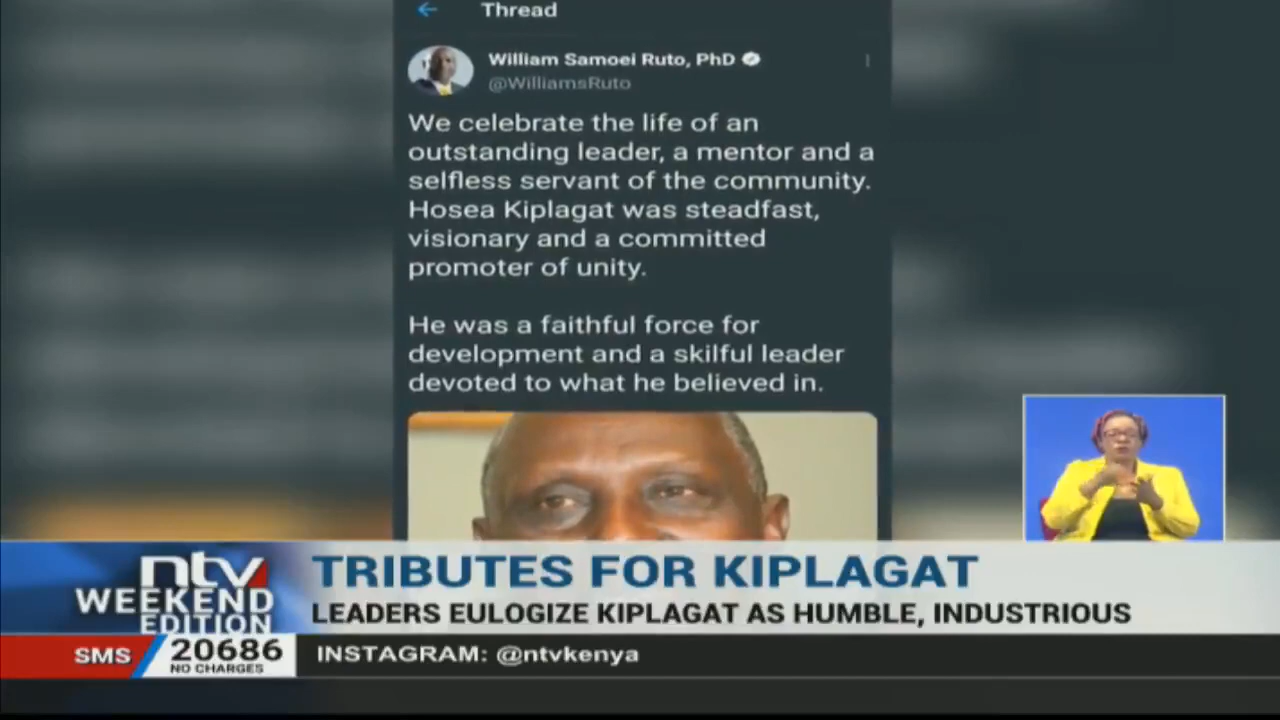 Thread
William Samoei Ruto, PhD
@WilliamsRuto
We celebrate the life of an
outstanding leader, a mentor and a
selfless servant of the community.
Hosea Kiplagat was steadfast,
visionary and a committed
promoter of unity.
He was a faithful force for
development and a skilful leader
devoted to what he believed in.
ntv
WEEKEND
EDITION
TRIBUTES FOR KIPLAGAT
LEADERS EULOGIZE KIPLAGAT AS HUMBLE, INDUSTRIOUS
SMS
20686
NO CHARGES
INSTAGRAM: @ntvkenya